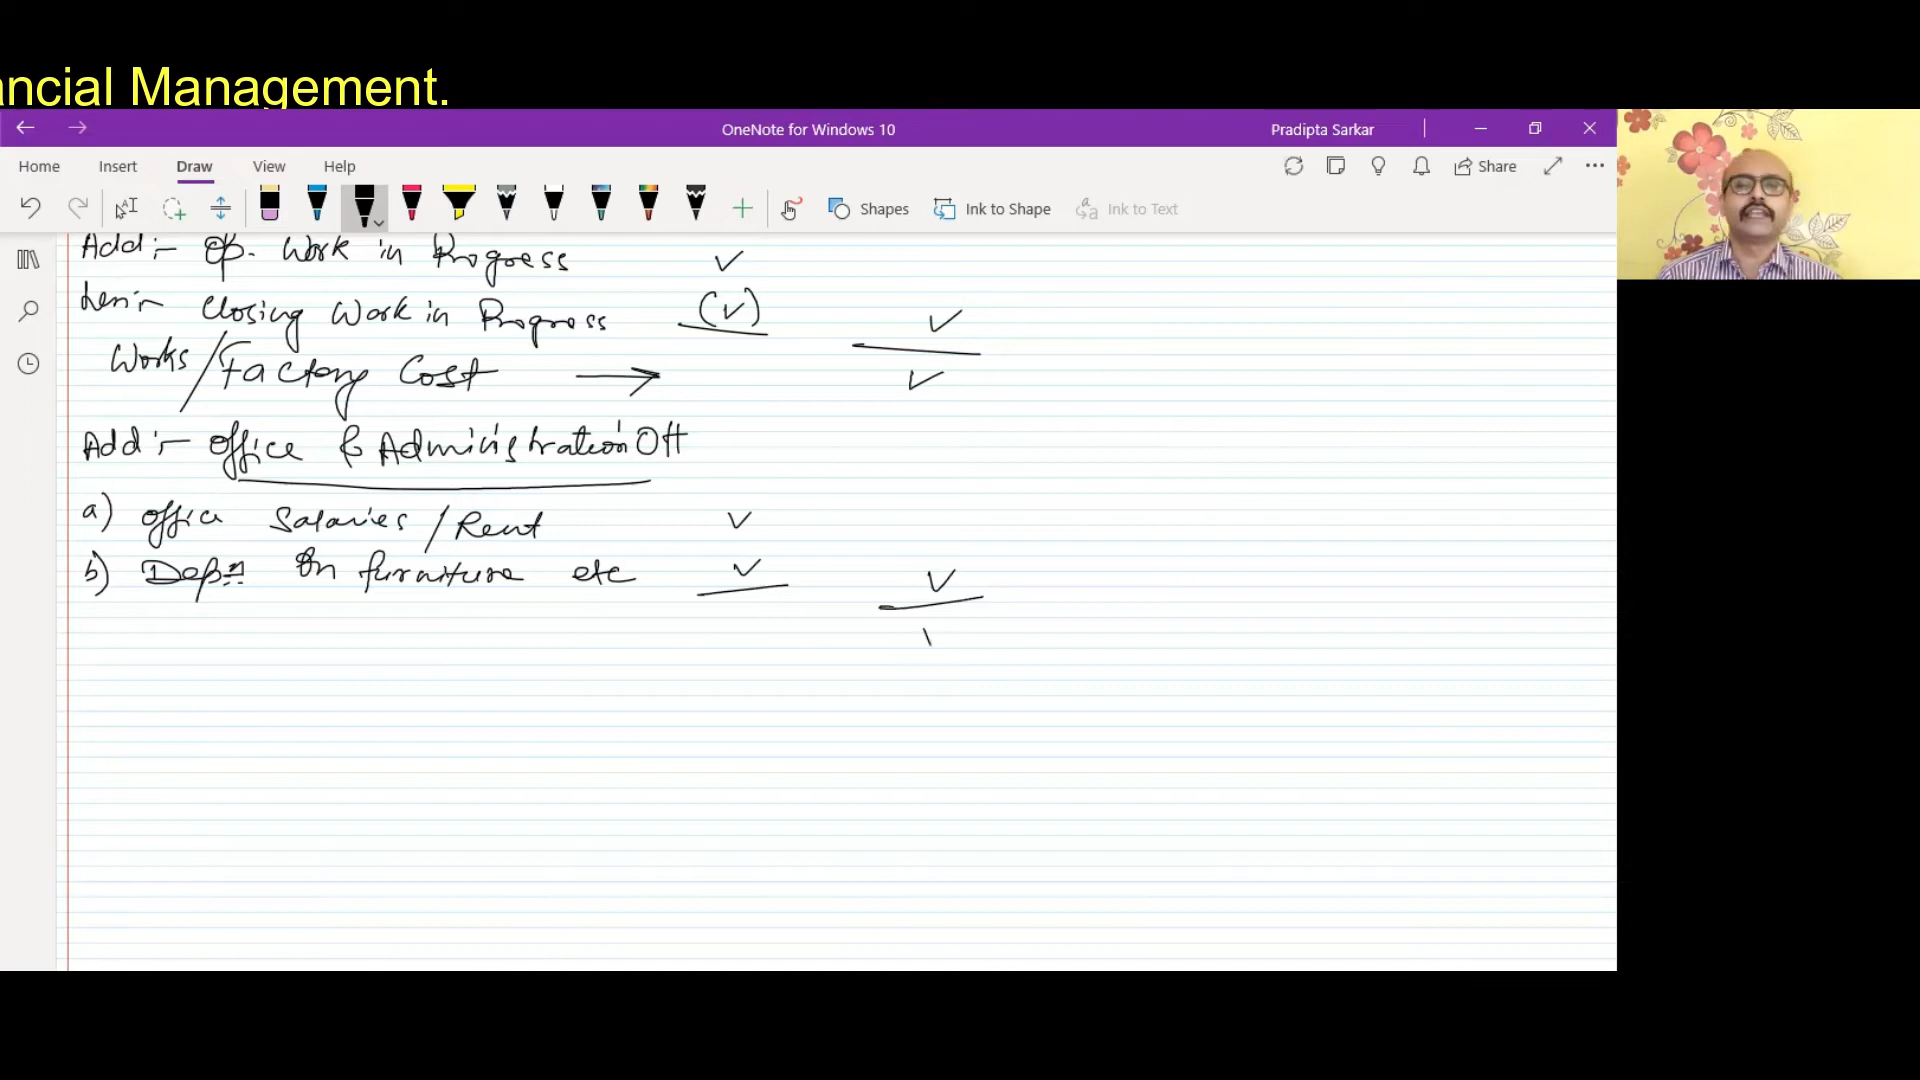 ancial Management.
OneNote for Windows 10
Pradipta Sarkar
Home Insert Draw View Help
Share
Shapes Ink to Shape Ink to Text
Add :- Op. Work in Progress ✓
Less :- Closing Work in Progress (✓) ✓
Works / Factory Cost → ✓
Add :- Office & Administration OH
a) Office Salaries / Rent ✓
b) Depn on furniture etc ✓ ✓